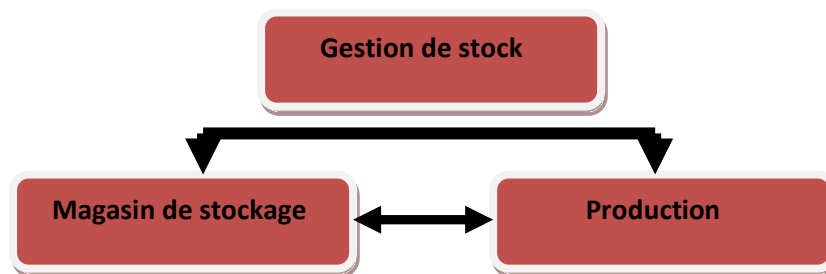 Gestion de stock
Magasin de stockage
Production